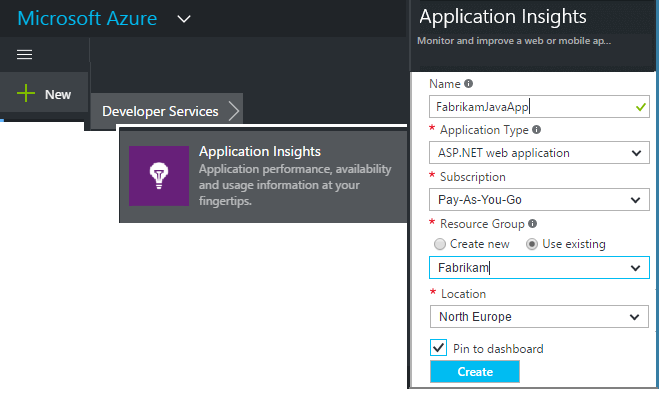 Microsoft Azure
New
Developer Services
Application Insights
Application performance, availability
and usage information at your
fingertips.
Application Insights
Monitor and improve a web or mobile ap...
Name
FabrikamJavaApp
* Application Type
ASP.NET web application
* Subscription
Pay-As-You-Go
* Resource Group
Create new Use existing
Fabrikam
* Location
North Europe
Pin to dashboard
Create